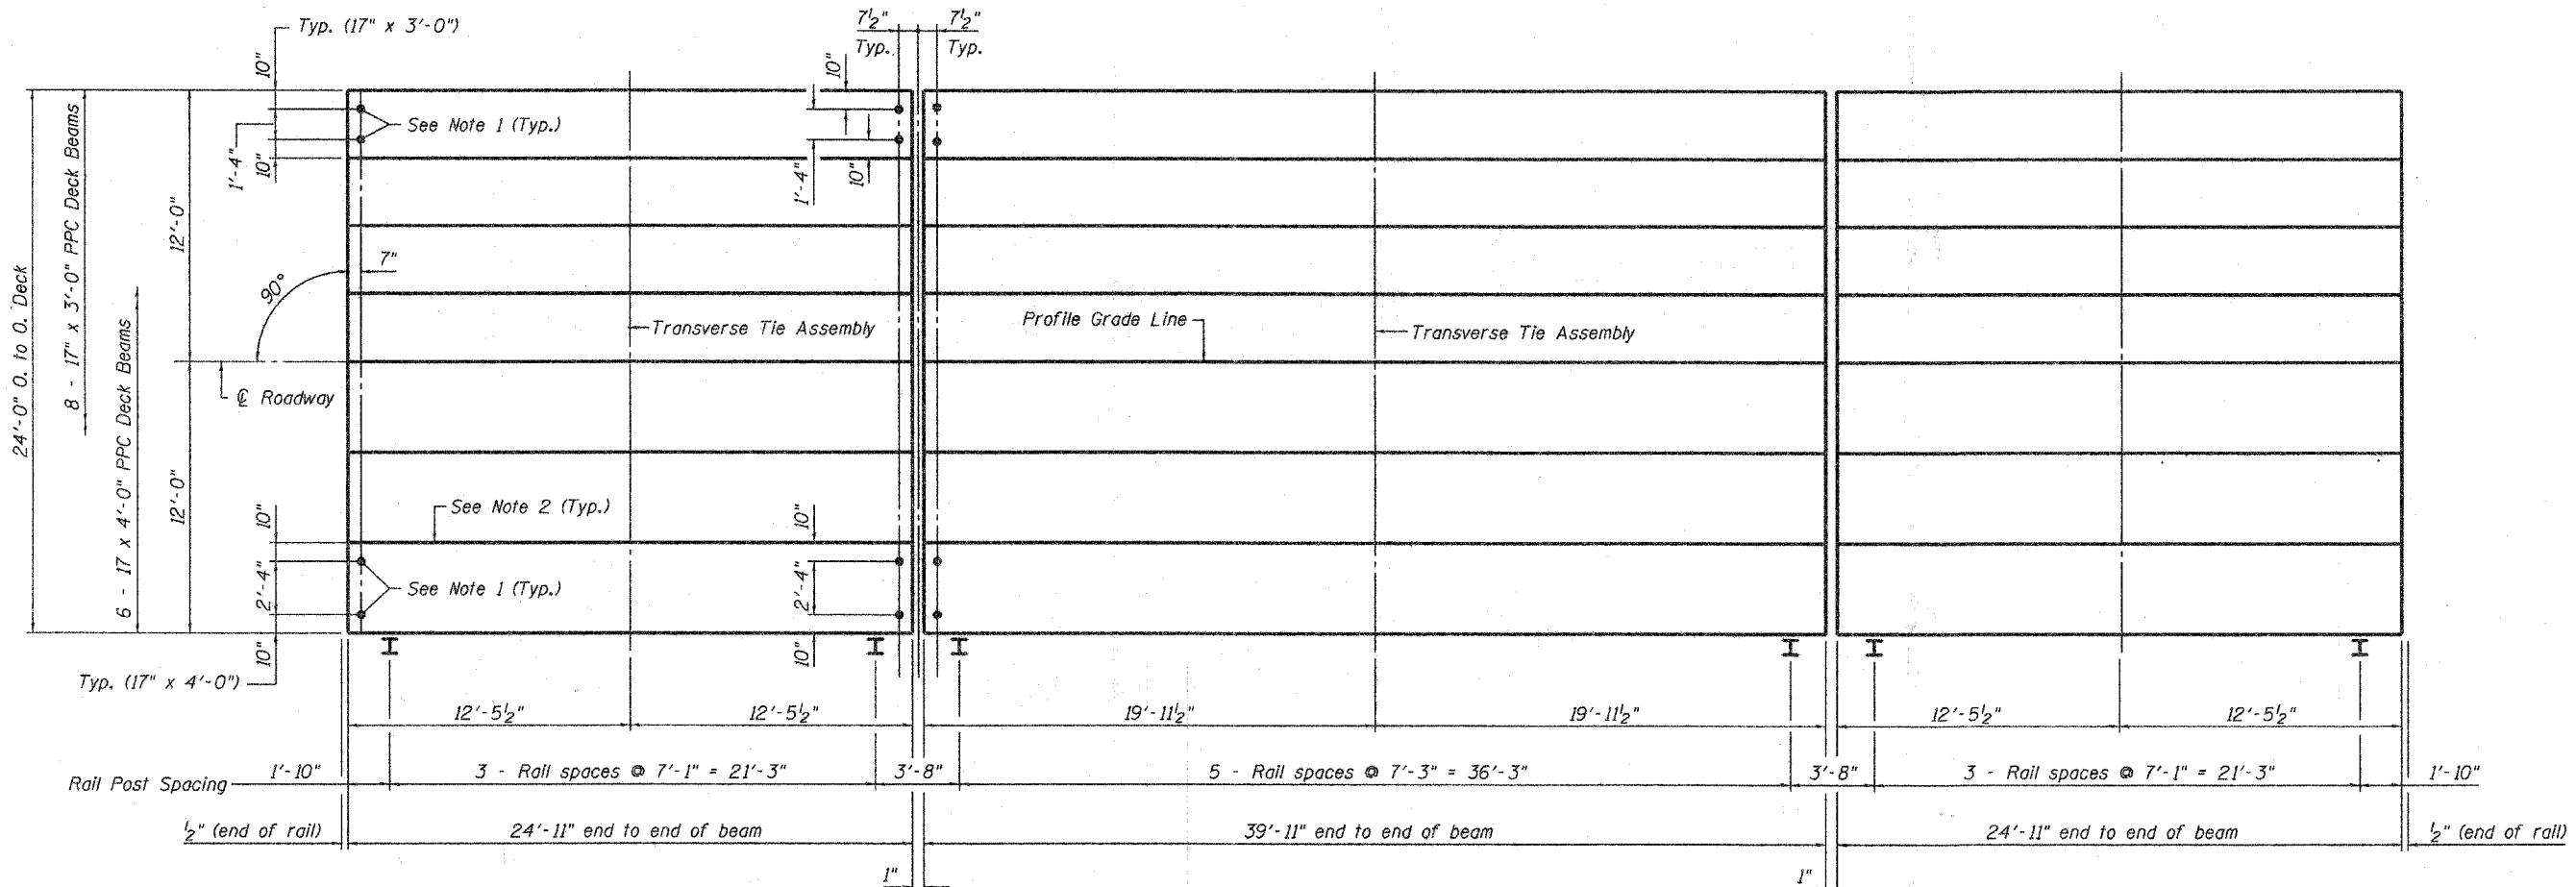 Typ. (17" x 3'-0")
7½" 7½"
Typ. Typ.
10"
10"
See Note 1 (Typ.)
1'-4"
10"
1'-4"
10"
24'-0" O. to O. Deck
8 - 17" x 3'-0" PPC Deck Beams
6 - 17 x 4'-0" PPC Deck Beams
12'-0"
12'-0"
7"
90°
Transverse Tie Assembly
Profile Grade Line
Transverse Tie Assembly
℄ Roadway
See Note 2 (Typ.)
10"
10"
2'-4"
See Note 1 (Typ.)
2'-4"
10"
10"
Typ. (17" x 4'-0")
12'-5½" 12'-5½" 19'-11½" 19'-11½" 12'-5½" 12'-5½"
Rail Post Spacing 1'-10" 3 - Rail spaces @ 7'-1" = 21'-3" 3'-8" 5 - Rail spaces @ 7'-3" = 36'-3" 3'-8" 3 - Rail spaces @ 7'-1" = 21'-3" 1'-10"
½" (end of rail) 24'-11" end to end of beam 39'-11" end to end of beam 24'-11" end to end of beam ½" (end of rail)
1" 1"